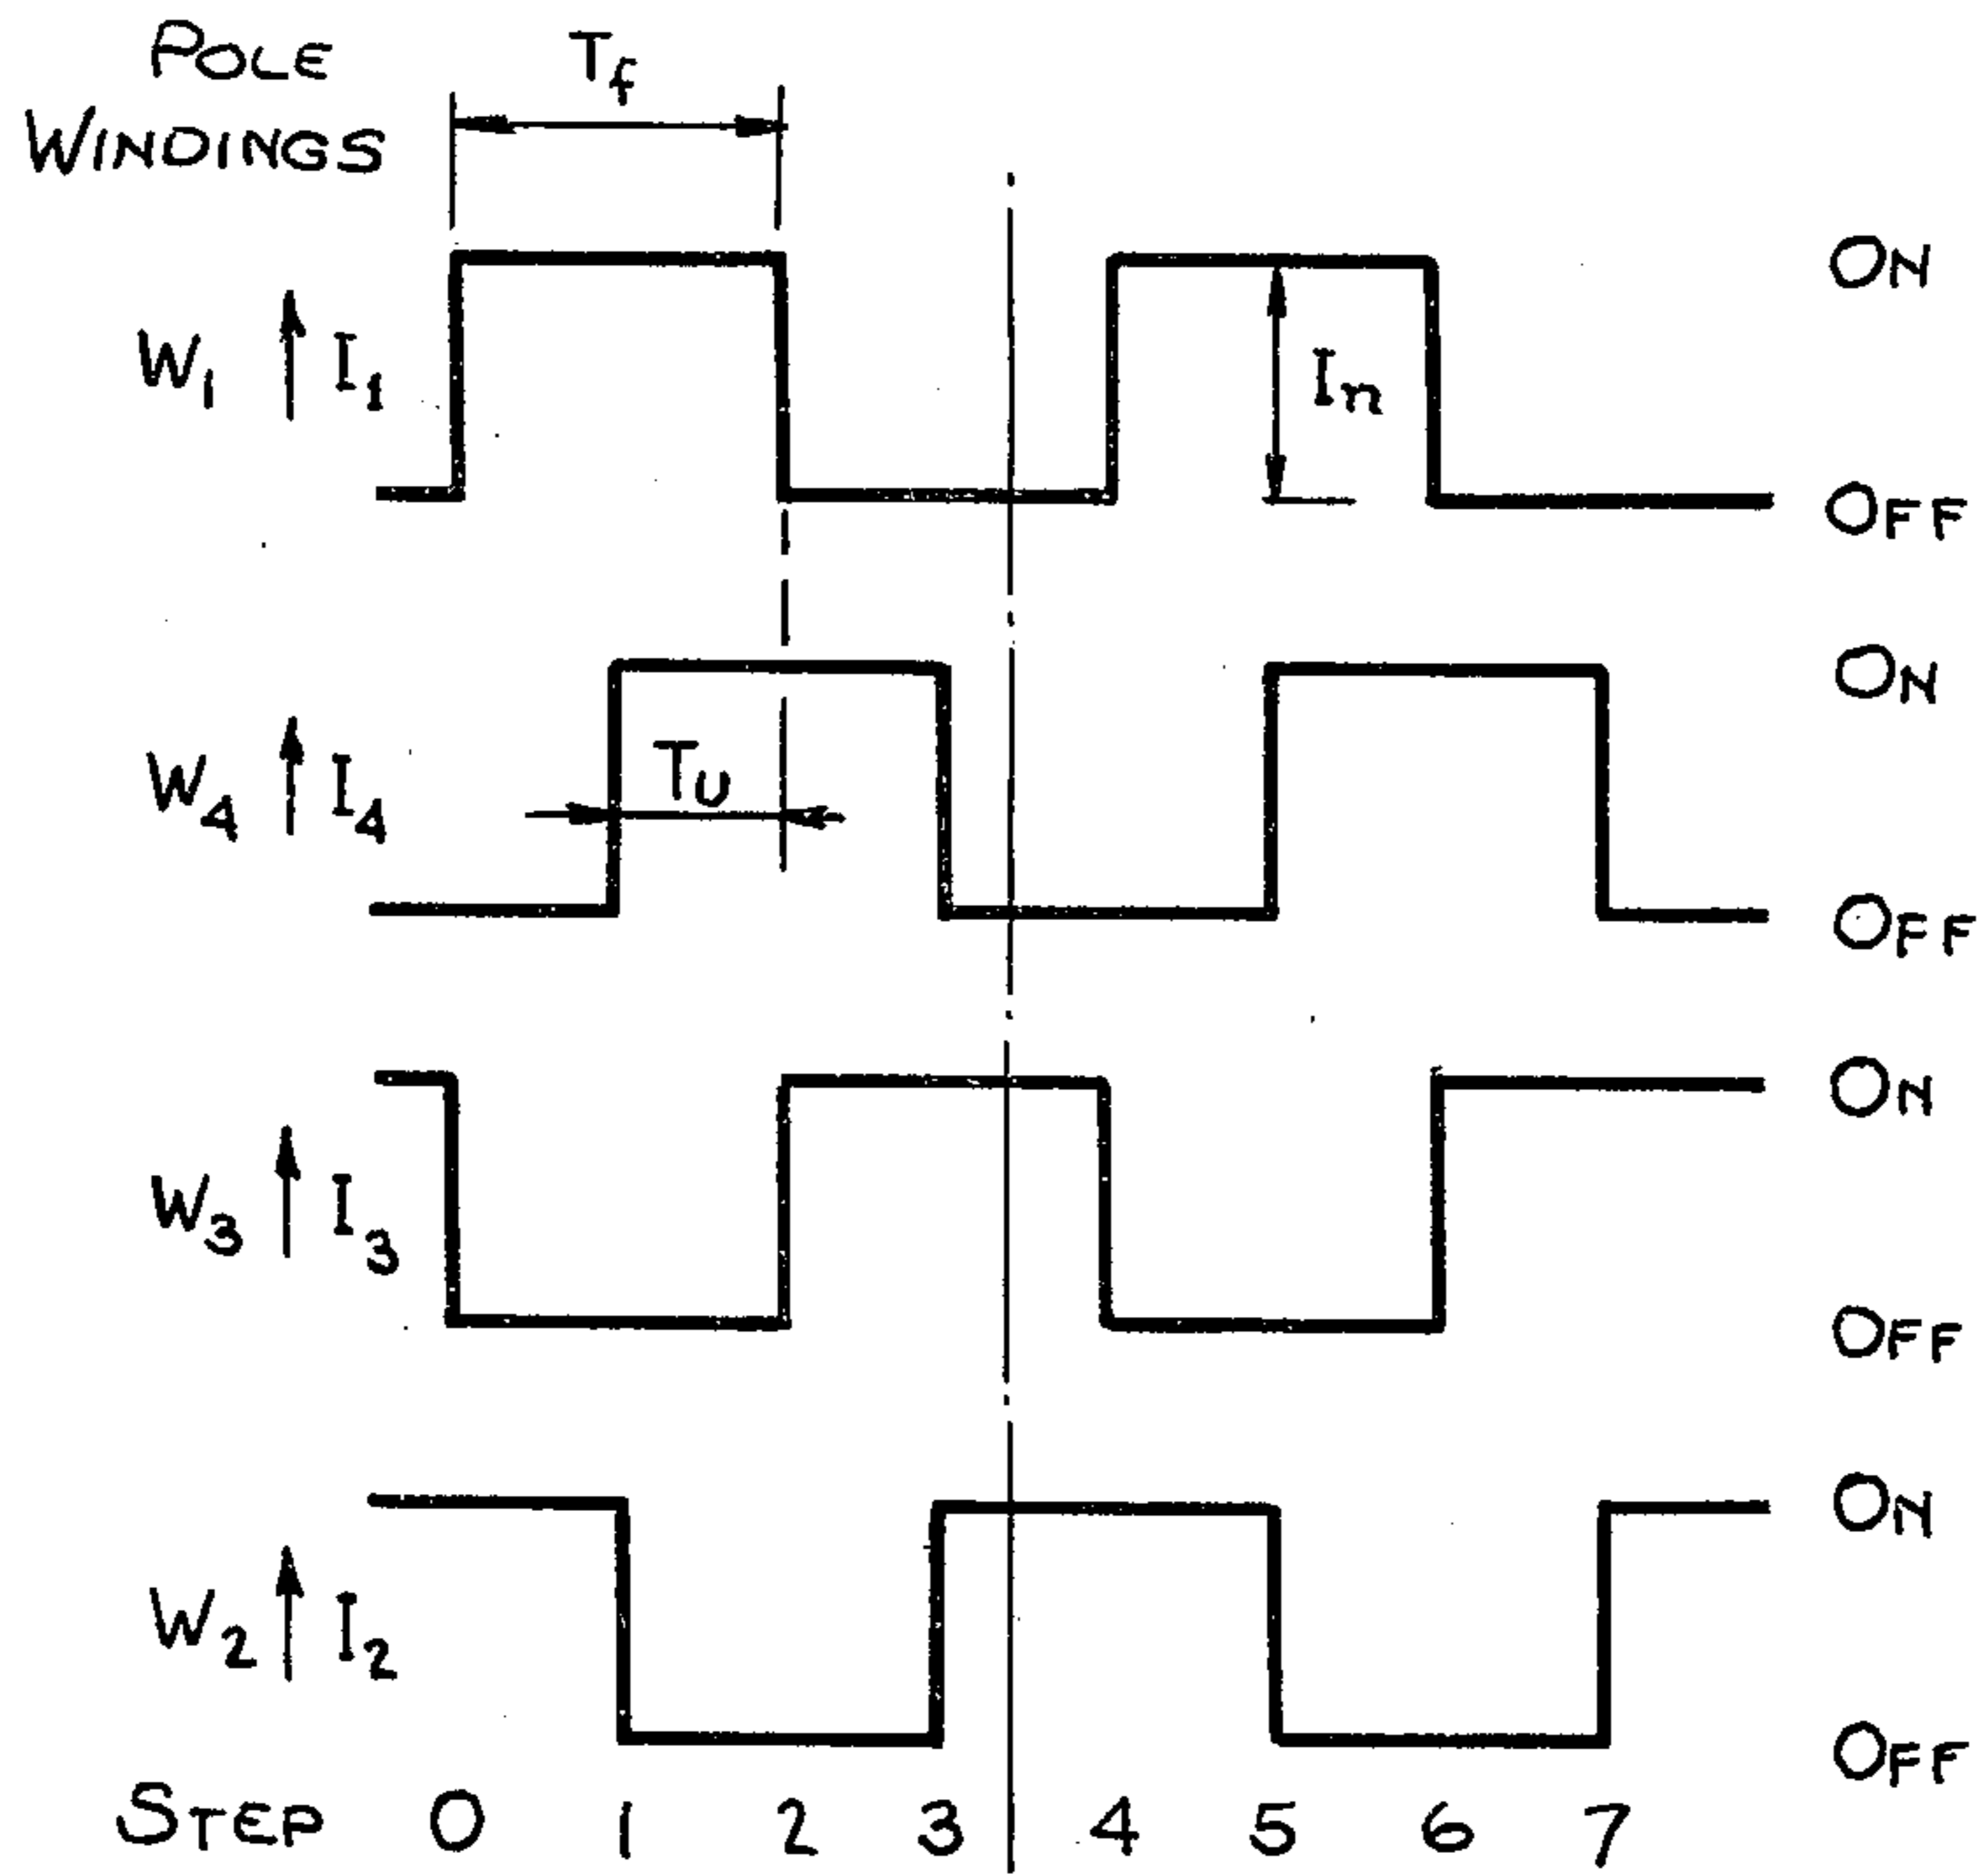 POLE
WINDINGS
Tf
W1 I1 In ON
OFF
W4 I4 TU ON
OFF
W3 I3 ON
OFF
W2 I2 ON
OFF
STEP 0 1 2 3 4 5 6 7